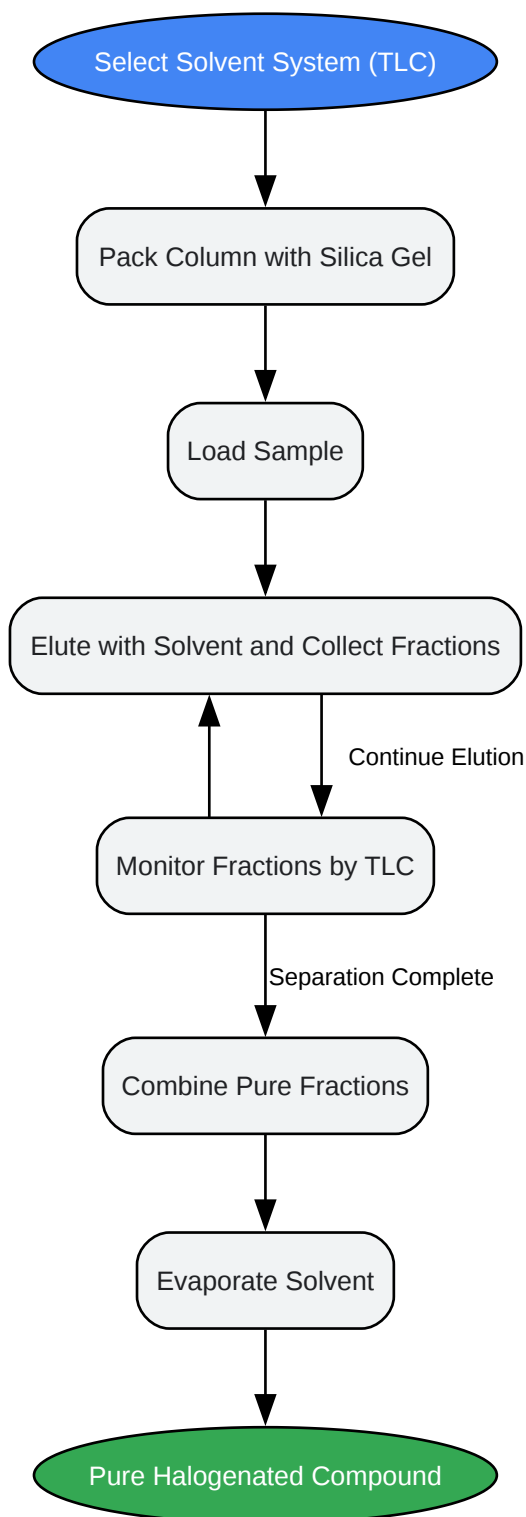 Select Solvent System (TLC)
Pack Column with Silica Gel
Load Sample
Elute with Solvent and Collect Fractions
Continue Elution
Monitor Fractions by TLC
Separation Complete
Combine Pure Fractions
Evaporate Solvent
Pure Halogenated Compound